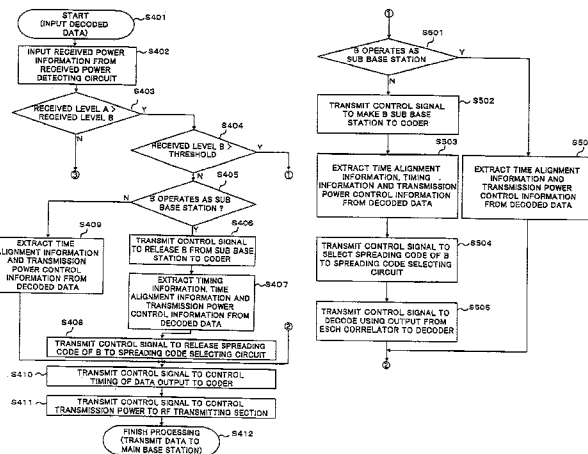 START
(INPUT DECODED
DATA)
S401
INPUT RECEIVED POWER
INFORMATION FROM
RECEIVED POWER
DETECTING CIRCUIT
S402
S403
RECEIVED LEVEL A >
RECEIVED LEVEL B
Y
N
③
S404
RECEIVED LEVEL B >
THRESHOLD
Y
N
①
S405
B OPERATES AS SUB
BASE STATION ?
N
Y
S406
TRANSMIT CONTROL SIGNAL
TO RELEASE B FROM SUB BASE
STATION TO CODER
S407
EXTRACT TIMING
INFORMATION, TIME
ALIGNMENT INFORMATION AND
TRANSMISSION POWER
CONTROL INFORMATION FROM
DECODED DATA
S409
EXTRACT TIME
ALIGNMENT INFORMATION
AND TRANSMISSION
POWER CONTROL
INFORMATION FROM
DECODED DATA
S408
TRANSMIT CONTROL SIGNAL TO RELEASE SPREADING
CODE OF B TO SPREADING CODE SELECTING CIRCUIT
②
S410
TRANSMIT CONTROL SIGNAL TO CONTROL
TIMING OF DATA OUTPUT TO CODER
S411
TRANSMIT CONTROL SIGNAL TO CONTROL
TRANSMISSION POWER TO RF TRANSMITTING SECTION
FINISH PROCESSING
(TRANSMIT DATA TO
MAIN BASE STATION)
S412
①
S501
B OPERATES AS
SUB BASE STATION
Y
N
S502
TRANSMIT CONTROL SIGNAL
TO MAKE B SUB BASE
STATION TO CODER
S503
EXTRACT TIME ALIGNMENT
INFORMATION, TIMING
INFORMATION AND TRANSMISSION
POWER CONTROL INFORMATION
FROM DECODED DATA
EXTRACT TIME ALIGNMENT
INFORMATION AND
TRANSMISSION POWER
CONTROL INFORMATION
FROM DECODED DATA
S504
TRANSMIT CONTROL SIGNAL TO
SELECT SPREADING CODE OF B
TO SPREADING CODE SELECTING
CIRCUIT
S505
TRANSMIT CONTROL SIGNAL TO
DECODE USING OUTPUT FROM
EACH CORRELATOR TO DECODER
②